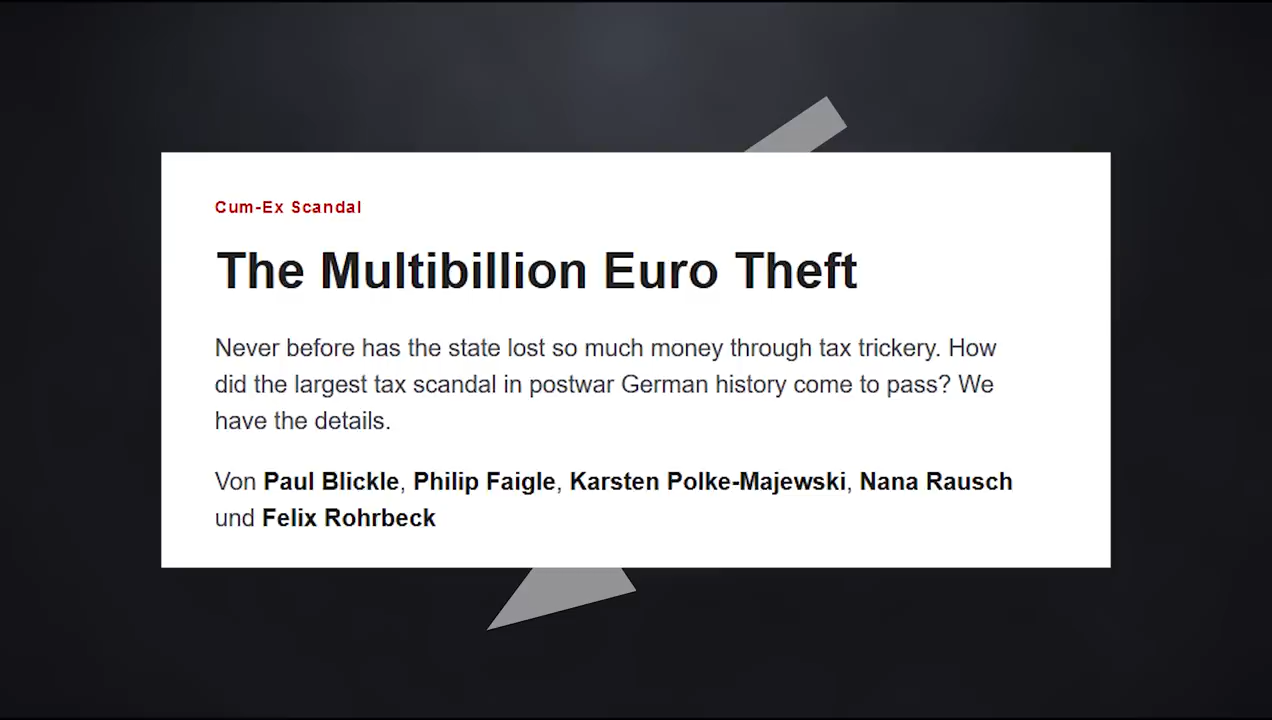 Cum-Ex Scandal
The Multibillion Euro Theft
Never before has the state lost so much money through tax trickery. How
did the largest tax scandal in postwar German history come to pass? We
have the details.
Von Paul Blickle, Philip Faigle, Karsten Polke-Majewski, Nana Rausch
und Felix Rohrbeck